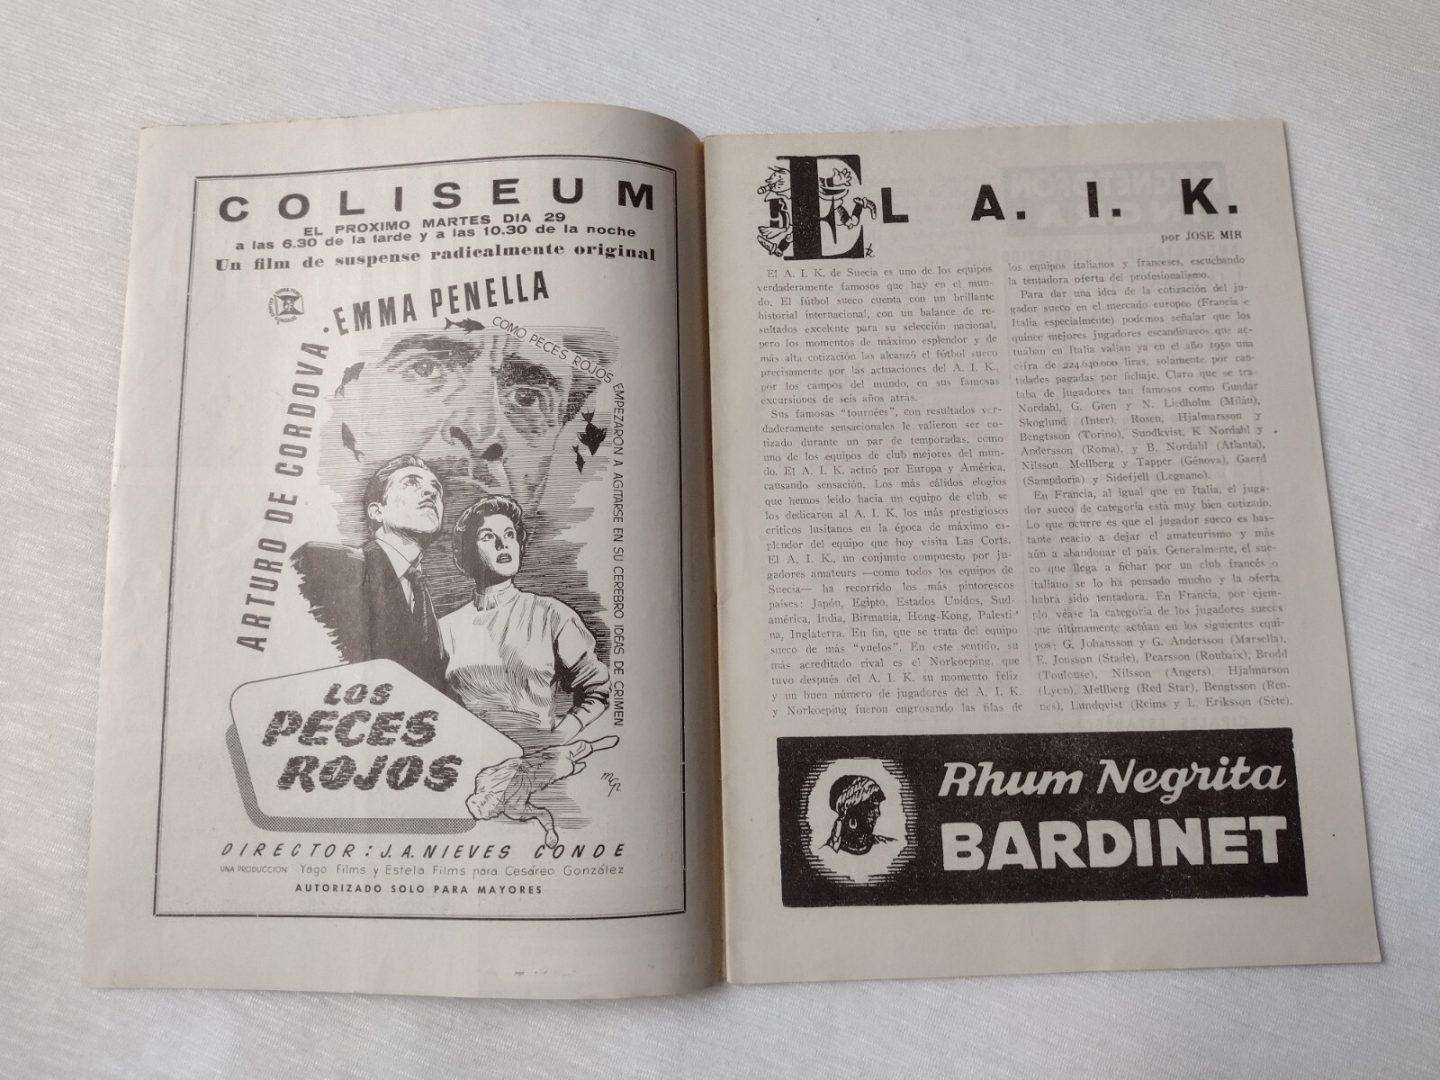 COLISEUM
EL PROXIMO MARTES DIA 29
a las 6.30 de la tarde y a las 10.30 de la noche
Un film de suspense radicalmente original
ARTURO DE CORDOVA · EMMA PENELLA
COMO PECES ROJOS EMPEZARON A AGITARSE EN SU CEREBRO IDEAS DE CRIMEN
LOS
PECES
ROJOS
MCP.
DIRECTOR: J.A. NIEVES CONDE
UNA PRODUCCIÓN Yago Films y Estela Films para Cesáreo González
AUTORIZADO SOLO PARA MAYORES
EL A. I. K.
por JOSE MIR
El A. I. K. de Suecia es uno de los equipos
verdaderamente famosos que hay en el mun-
do. El fútbol sueco cuenta con un brillante
historial internacional, con un balance de re-
sultados excelente para su selección nacional,
pero los momentos de máximo esplendor y de
más alta cotización las alcanzó el fútbol sueco
precisamente por las actuaciones del A. I. K.,
por los campos del mundo, en sus famosas
excursiones de seis años atrás.
Sus famosas "tournées", con resultados ver-
daderamente sensacionales le valieron ser co-
tizado durante un par de temporadas, como
uno de los equipos de club mejores del mun-
do. El A. I. K. actuó por Europa y América,
causando sensación. Los más cálidos elogios
que hemos leído hacia un equipo de club, se
los dedicaron al A. I. K. los más prestigiosos
críticos lusitanos en la época de máximo es-
plendor del equipo que hoy visita Las Corts.
El A. I. K., un conjunto compuesto por ju-
gadores amateurs —como todos los equipos de
Suecia— ha recorrido los más pintorescos
países: Japón, Egipto, Estados Unidos, Sud-
américa, India, Birmania, Hong-Kong, Palesti
na, Inglaterra. En fin, que se trata del equipo
sueco de más "vuelos". En este sentido, su
más acreditado rival es el Norkoeping, que
tuvo después del A. I. K. su momento feliz
y un buen número de jugadores del A. I. K.
y Norkoeping fueron engrosando las filas de
los equipos italianos y franceses, escuchando
la tentadora oferta del profesionalismo.
Para dar una idea de la cotización del ju-
gador sueco en el mercado europeo (Francia e
Italia especialmente) podemos señalar que los
quince mejores jugadores escandinavos que ac-
tuaban en Italia valían ya en el año 1950 una
cifra de 224.640.000 liras, solamente por can-
tidades pagadas por fichaje. Claro que se tra-
taba de jugadores tan famosos como Gundar
Nordahl, G. Gren y N. Liedholm (Milán),
Skoglund (Inter), Rosen, Hjalmarsson y
Bengtsson (Torino), Sundkvist, K Nordahl y
Andersson (Roma), y B. Nordahl (Atlanta),
Nilsson, Mellberg y Tapper (Génova), Gaerd
(Sampdoria) y Sidefjell (Legnano).
En Francia, al igual que en Italia, el juga-
dor sueco de categoría está muy bien cotizado.
Lo que ocurre es que el jugador sueco es bas-
tante reacio a dejar el amateurismo y más
aún a abandonar el país. Generalmente, el sue-
co que llega a fichar por un club francés o
italiano se lo ha pensado mucho y la oferta
habrá sido tentadora. En Francia, por ejem-
plo véase la categoría de los jugadores suecos
que últimamente actúan en los siguientes equi-
pos: G. Johansson y G. Andersson (Marsella),
E. Jonsson (Stade), Pearsson (Roubaix), Brodd
(Toulouse), Nilsson (Angers), Hjalmarson
(Lyon), Mellberg (Red Star), Bengtsson (Ren-
nes), Lundqvist (Reims y L. Eriksson (Sète).
Rhum Negrita
BARDINET